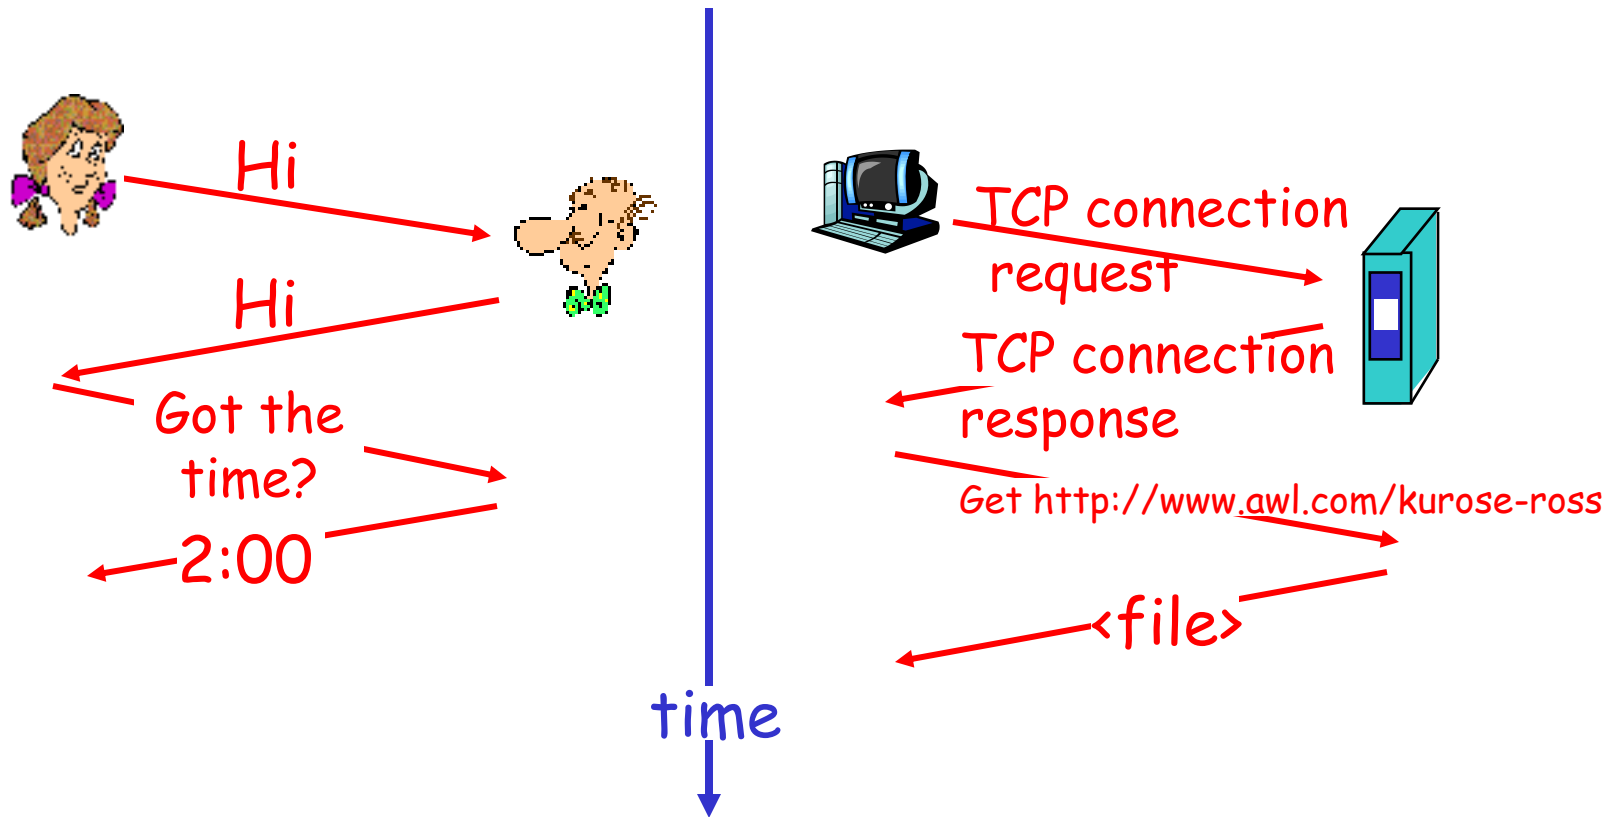 Hi
Hi
Got the
time?
2:00
TCP connection
request
TCP connection
response
Get http://www.awl.com/kurose-ross
<file>
time